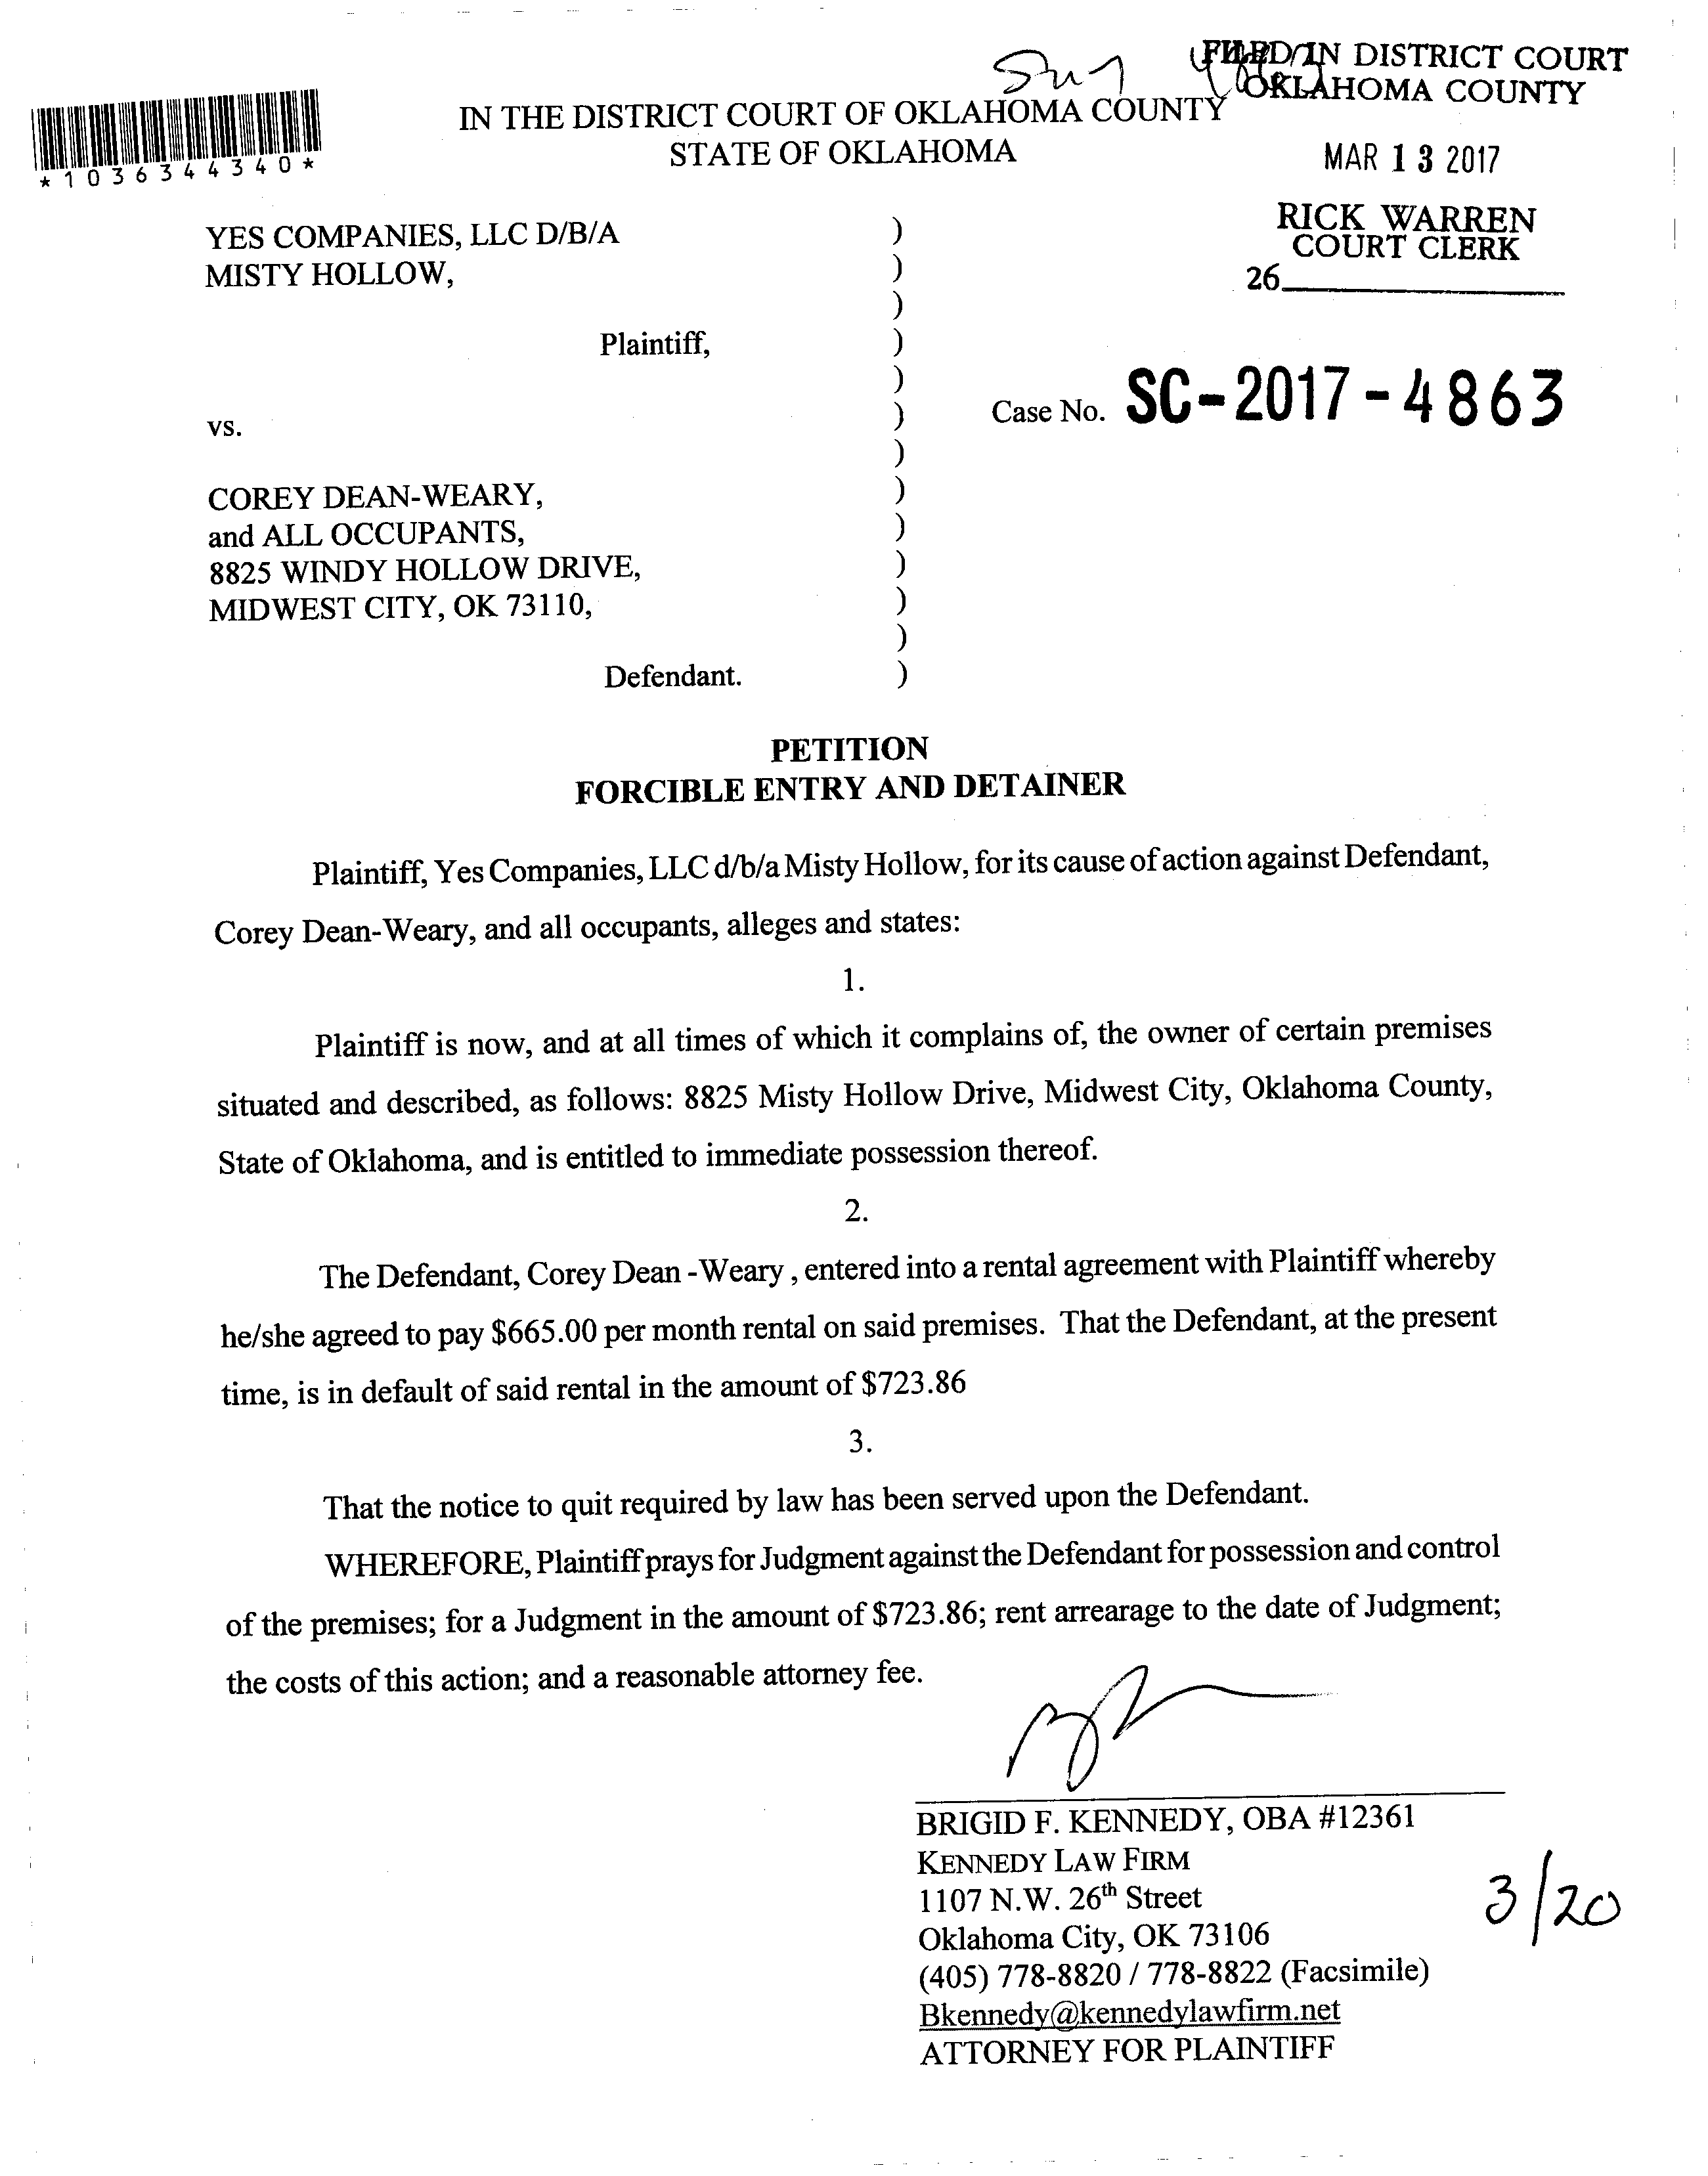 FILED IN DISTRICT COURT
OKLAHOMA COUNTY
IN THE DISTRICT COURT OF OKLAHOMA COUNTY
STATE OF OKLAHOMA
*1036344340*
MAR 13 2017
RICK WARREN
COURT CLERK
26
YES COMPANIES, LLC D/B/A )
MISTY HOLLOW, )
)
Plaintiff, )
)
vs. )
)
COREY DEAN-WEARY, )
and ALL OCCUPANTS, )
8825 WINDY HOLLOW DRIVE, )
MIDWEST CITY, OK 73110, )
)
Defendant. )
Case No. SC-2017-4863
PETITION
FORCIBLE ENTRY AND DETAINER
Plaintiff, Yes Companies, LLC d/b/a Misty Hollow, for its cause of action against Defendant,
Corey Dean-Weary, and all occupants, alleges and states:
1.
Plaintiff is now, and at all times of which it complains of, the owner of certain premises
situated and described, as follows: 8825 Misty Hollow Drive, Midwest City, Oklahoma County,
State of Oklahoma, and is entitled to immediate possession thereof.
2.
The Defendant, Corey Dean -Weary , entered into a rental agreement with Plaintiff whereby
he/she agreed to pay $665.00 per month rental on said premises. That the Defendant, at the present
time, is in default of said rental in the amount of $723.86
3.
That the notice to quit required by law has been served upon the Defendant.
WHEREFORE, Plaintiff prays for Judgment against the Defendant for possession and control
of the premises; for a Judgment in the amount of $723.86; rent arrearage to the date of Judgment;
the costs of this action; and a reasonable attorney fee.
BRIGID F. KENNEDY, OBA #12361
KENNEDY LAW FIRM
1107 N.W. 26th Street
Oklahoma City, OK 73106
(405) 778-8820 / 778-8822 (Facsimile)
Bkennedy@kennedylawfirm.net
ATTORNEY FOR PLAINTIFF
3/20